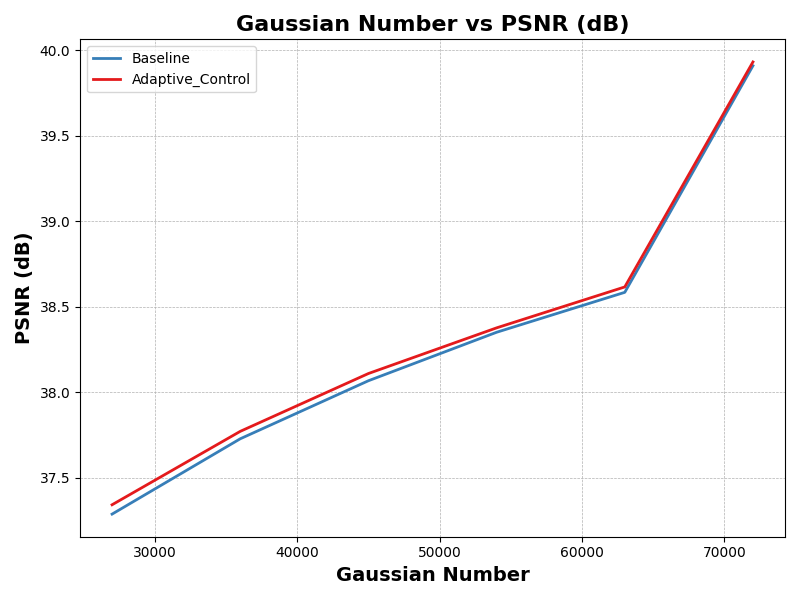 Gaussian Number vs PSNR (dB)
Baseline
Adaptive_Control
PSNR (dB)
40.0
39.5
39.0
38.5
38.0
37.5
30000 40000 50000 60000 70000
Gaussian Number